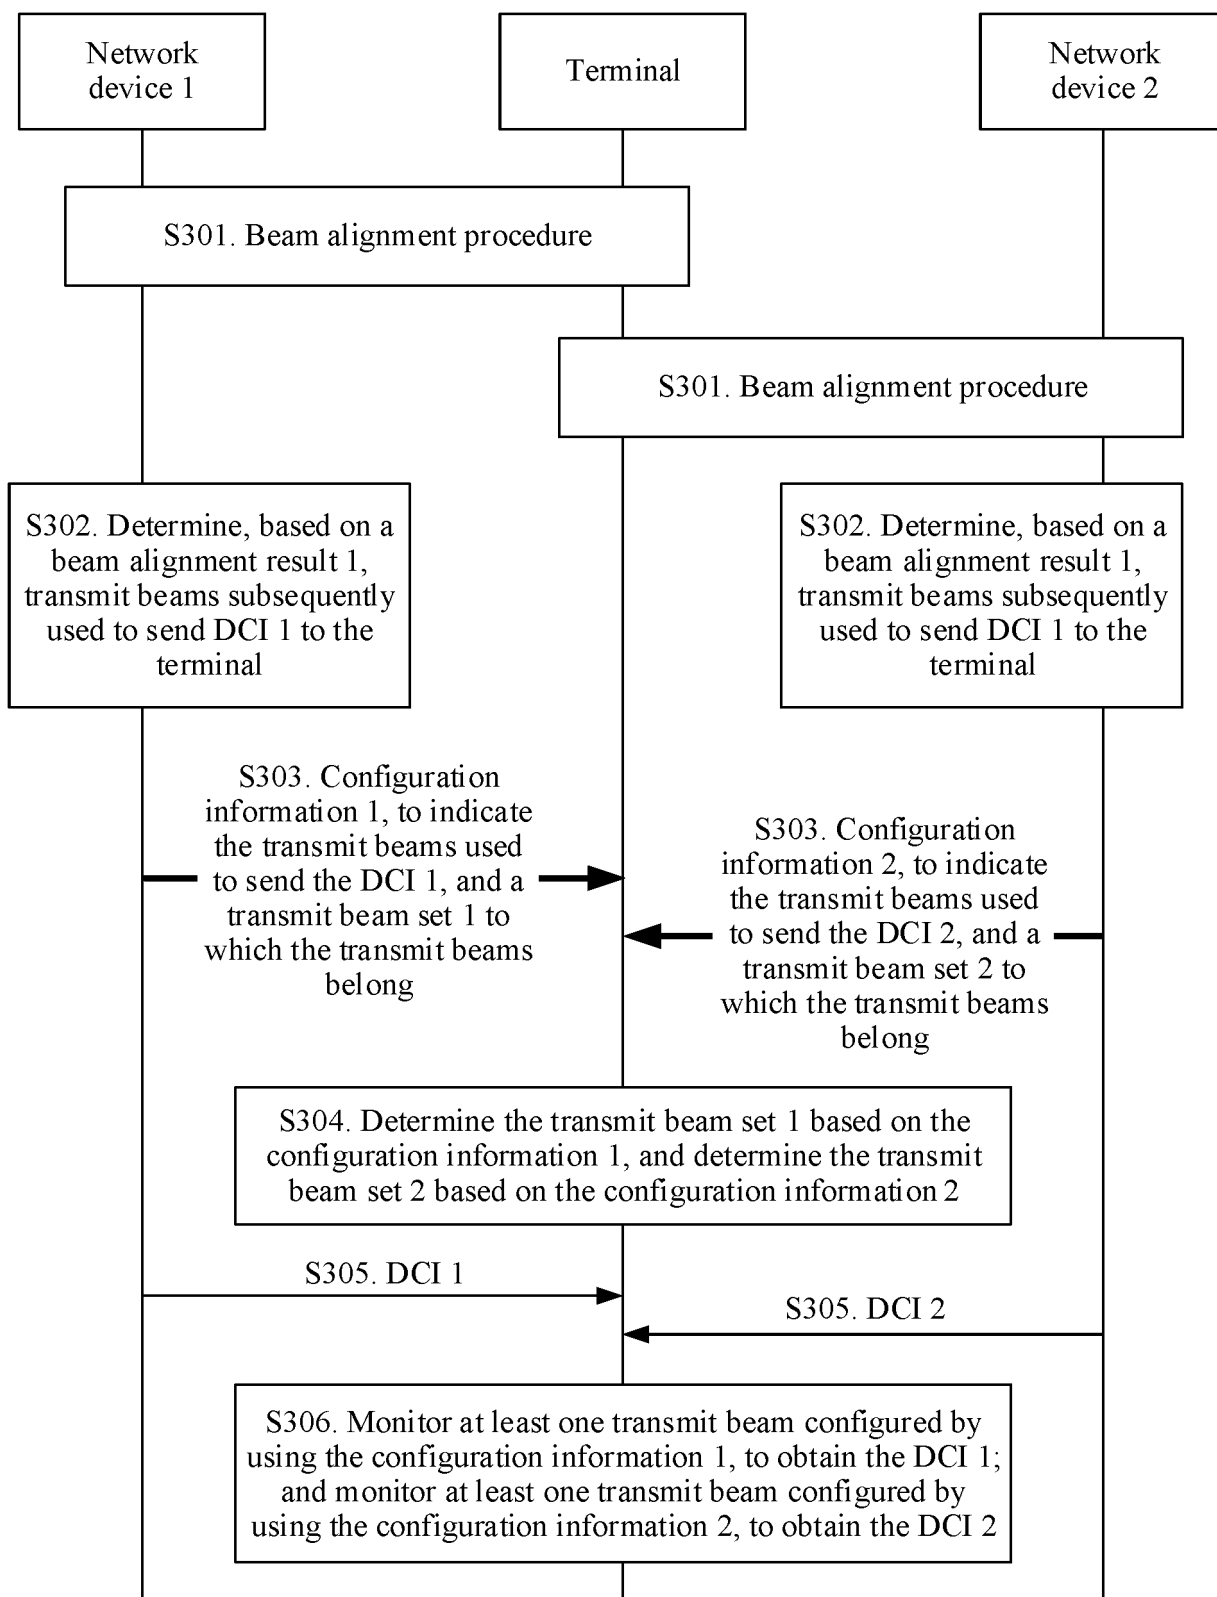 Network
device 1
Terminal
Network
device 2
S301. Beam alignment procedure
S301. Beam alignment procedure
S302. Determine, based on a
beam alignment result 1,
transmit beams subsequently
used to send DCI 1 to the
terminal
S302. Determine, based on a
beam alignment result 1,
transmit beams subsequently
used to send DCI 1 to the
terminal
S303. Configuration
information 1, to indicate
the transmit beams used
to send the DCI 1, and a
transmit beam set 1 to
which the transmit beams
belong
S303. Configuration
information 2, to indicate
the transmit beams used
to send the DCI 2, and a
transmit beam set 2 to
which the transmit beams
belong
S304. Determine the transmit beam set 1 based on the
configuration information 1, and determine the transmit
beam set 2 based on the configuration information 2
S305. DCI 1
S305. DCI 2
S306. Monitor at least one transmit beam configured by
using the configuration information 1, to obtain the DCI 1;
and monitor at least one transmit beam configured by
using the configuration information 2, to obtain the DCI 2